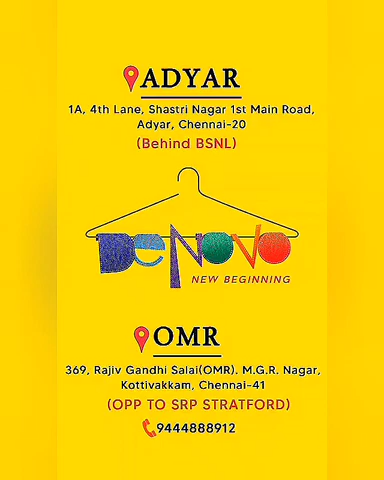 ADYAR
1A, 4th Lane, Shastri Nagar 1st Main Road,
Adyar, Chennai-20
(Behind BSNL)
DeNovo
NEW BEGINNING
OMR
369, Rajiv Gandhi Salai(OMR). M.G.R. Nagar,
Kottivakkam, Chennai-41
(OPP TO SRP STRATFORD)
9444888912